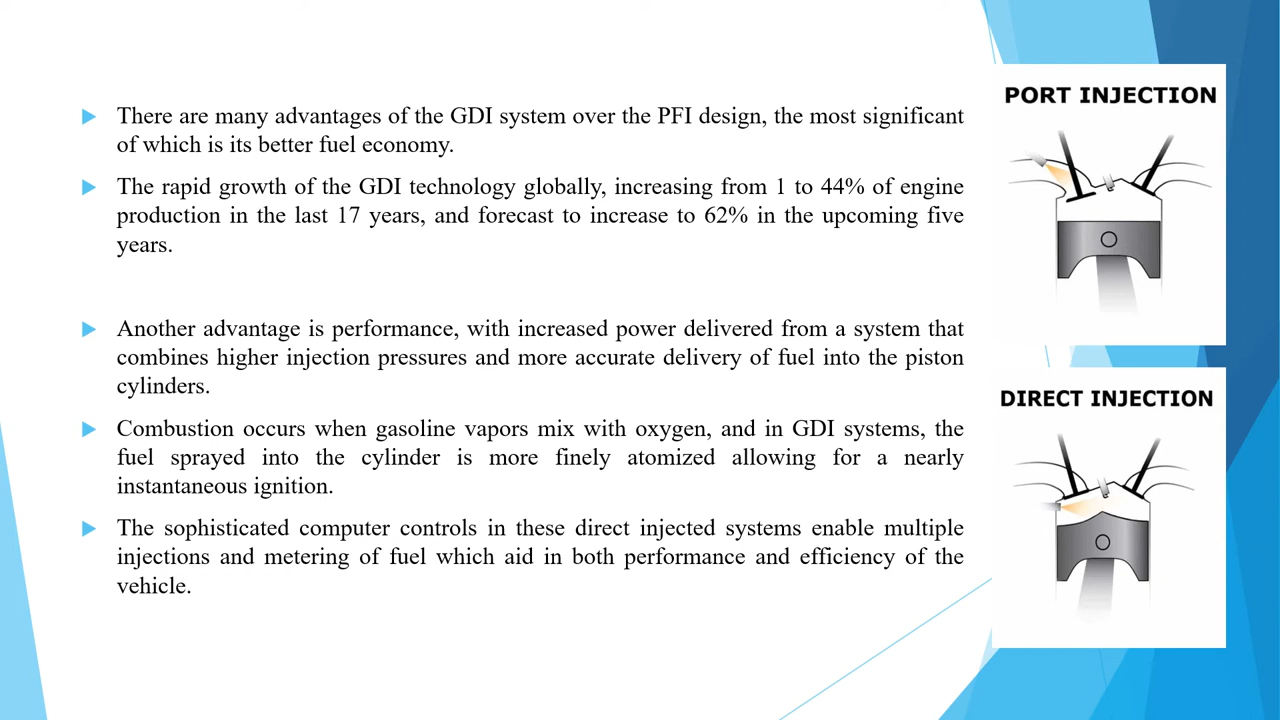 There are many advantages of the GDI system over the PFI design, the most significant
of which is its better fuel economy.
The rapid growth of the GDI technology globally, increasing from 1 to 44% of engine
production in the last 17 years, and forecast to increase to 62% in the upcoming five
years.
Another advantage is performance, with increased power delivered from a system that
combines higher injection pressures and more accurate delivery of fuel into the piston
cylinders.
Combustion occurs when gasoline vapors mix with oxygen, and in GDI systems, the
fuel sprayed into the cylinder is more finely atomized allowing for a nearly
instantaneous ignition.
The sophisticated computer controls in these direct injected systems enable multiple
injections and metering of fuel which aid in both performance and efficiency of the
vehicle.
PORT INJECTION
DIRECT INJECTION